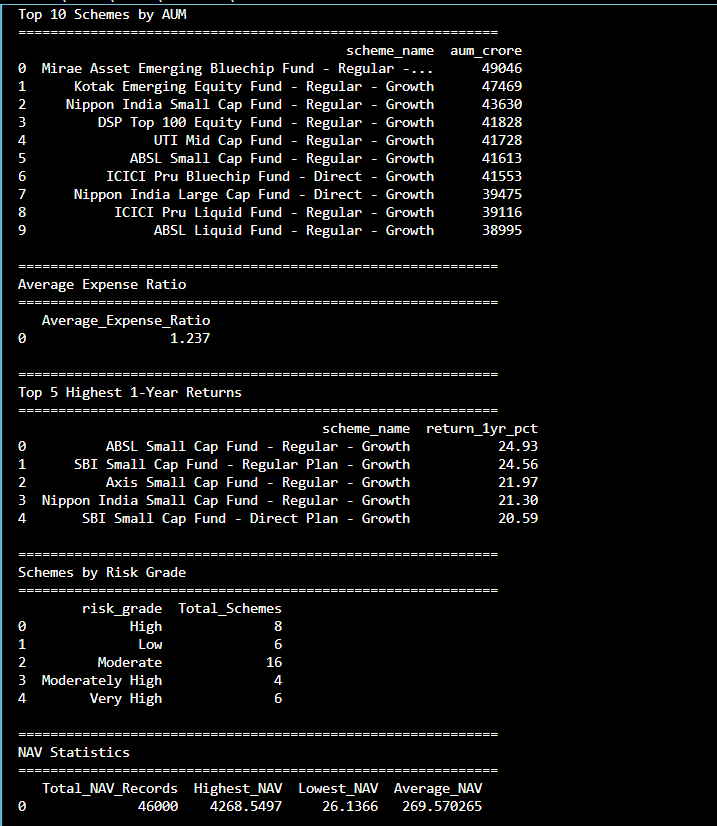 Top 10 Schemes by AUM
============================================================
scheme_name aum_crore
0 Mirae Asset Emerging Bluechip Fund - Regular -... 49046
1 Kotak Emerging Equity Fund - Regular - Growth 47469
2 Nippon India Small Cap Fund - Regular - Growth 43630
3 DSP Top 100 Equity Fund - Regular - Growth 41828
4 UTI Mid Cap Fund - Regular - Growth 41728
5 ABSL Small Cap Fund - Regular - Growth 41613
6 ICICI Pru Bluechip Fund - Direct - Growth 41553
7 Nippon India Large Cap Fund - Direct - Growth 39475
8 ICICI Pru Liquid Fund - Regular - Growth 39116
9 ABSL Liquid Fund - Regular - Growth 38995
============================================================
Average Expense Ratio
============================================================
Average_Expense_Ratio
0 1.237
============================================================
Top 5 Highest 1-Year Returns
============================================================
scheme_name return_1yr_pct
0 ABSL Small Cap Fund - Regular - Growth 24.93
1 SBI Small Cap Fund - Regular Plan - Growth 24.56
2 Axis Small Cap Fund - Regular - Growth 21.97
3 Nippon India Small Cap Fund - Regular - Growth 21.30
4 SBI Small Cap Fund - Direct Plan - Growth 20.59
============================================================
Schemes by Risk Grade
============================================================
risk_grade Total_Schemes
0 High 8
1 Low 6
2 Moderate 16
3 Moderately High 4
4 Very High 6
============================================================
NAV Statistics
============================================================
Total_NAV_Records Highest_NAV Lowest_NAV Average_NAV
0 46000 4268.5497 26.1366 269.570265